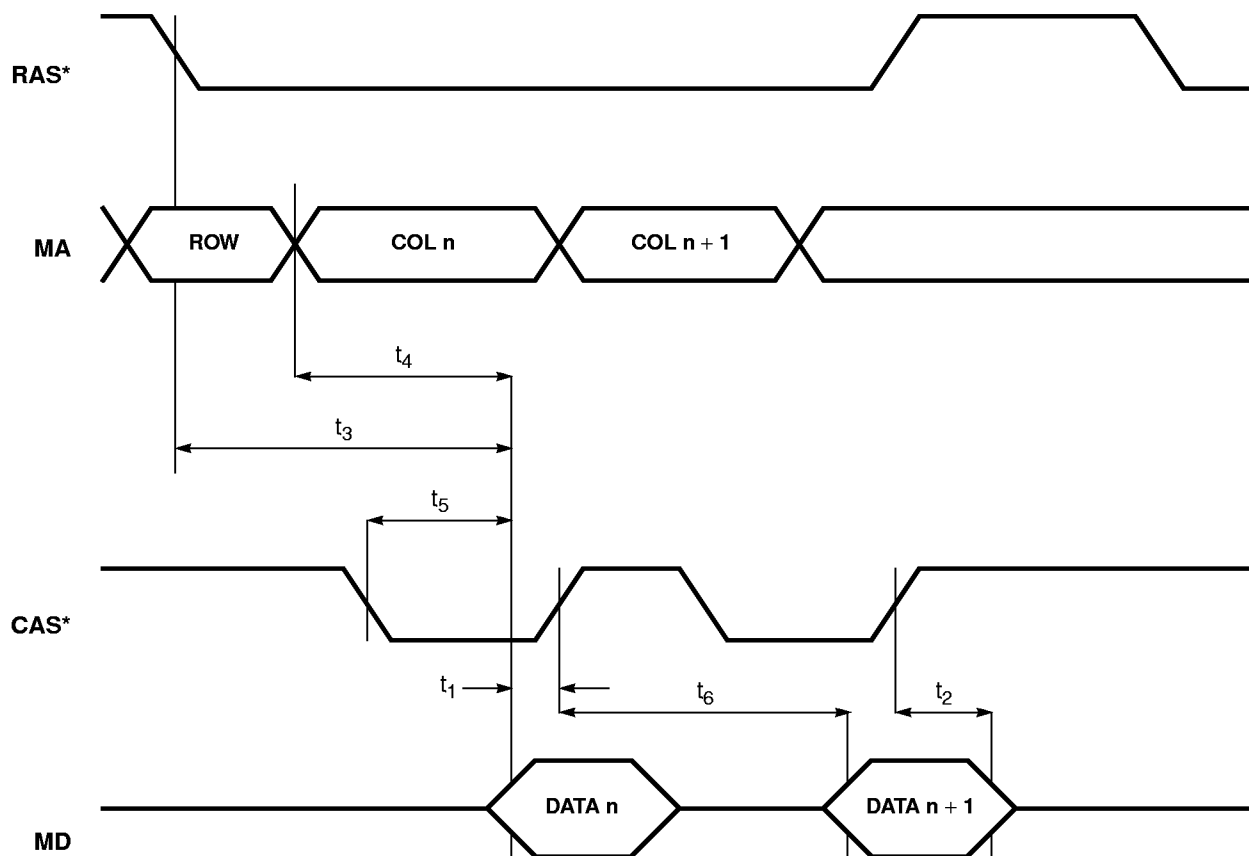 RAS*
MA
ROW
COL n
COL n + 1
t4
t3
t5
CAS*
t1
t6
t2
DATA n
DATA n + 1
MD